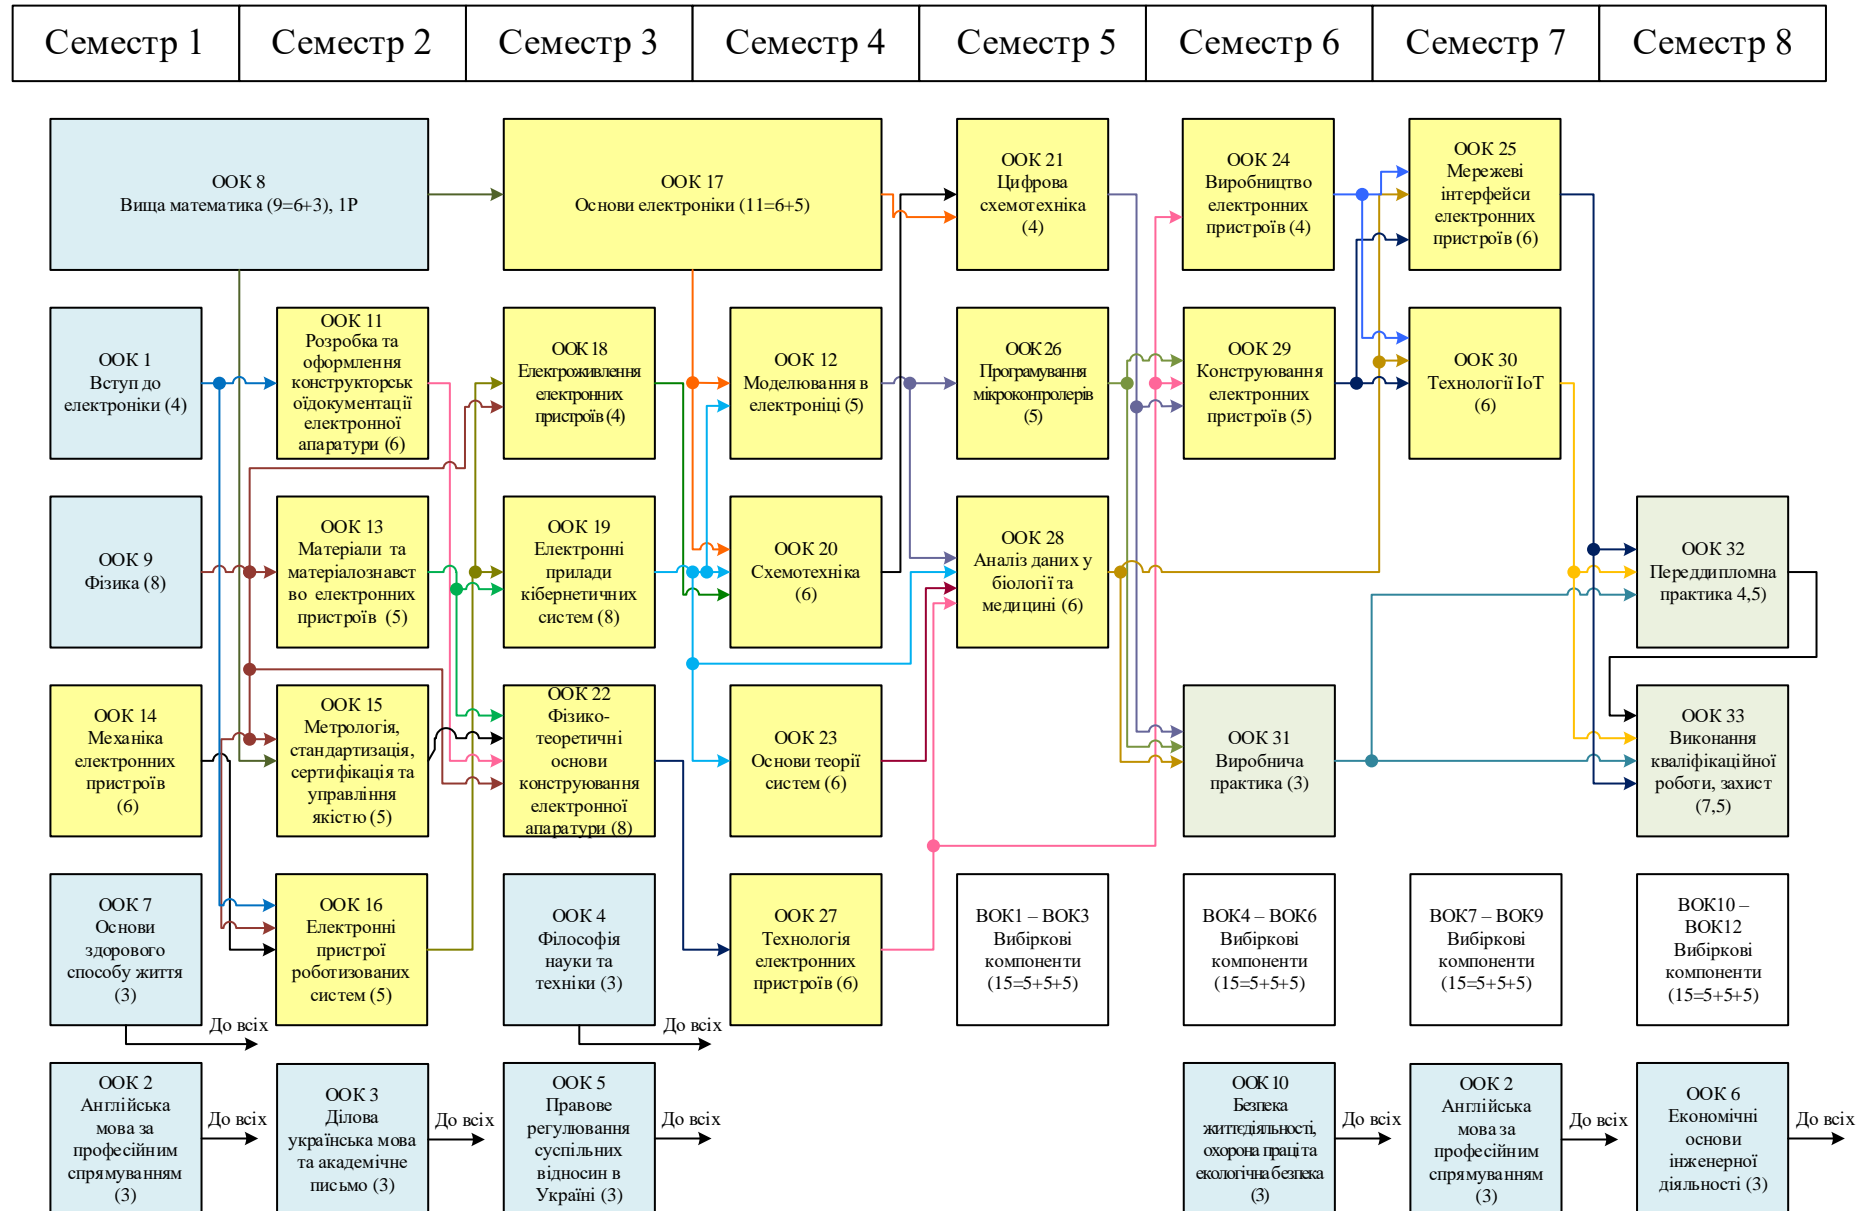 Семестр 1
Семестр 2
Семестр 3
Семестр 4
Семестр 5
Семестр 6
Семестр 7
Семестр 8
ООК 8
Вища математика (9=6+3), 1Р
ООК 17
Основи електроніки (11=6+5)
ООК 21
Цифрова
схемотехніка
(4)
ООК 24
Виробництво
електронних
пристроїв (4)
ООК 25
Мережеві
інтерфейси
електронних
пристроїв (6)
ООК 1
Вступ до
електроніки (4)
ООК 11
Розробка та
оформлення
конструкторськ
оїдокументації
електронної
апаратури (6)
ООК 18
Електроживлення
електронних
пристроїв (4)
ООК 12
Моделювання в
електроніці (5)
ООК 26
Програмування
мікроконтролерів
(5)
ООК 29
Конструювання
електронних
пристроїв (5)
ООК 30
Технології ІоТ
(6)
ООК 9
Фізика (8)
ООК 13
Матеріали та
матеріалознавст
во електронних
пристроїв (5)
ООК 19
Електронні
прилади
кібернетичних
систем (8)
ООК 20
Схемотехніка
(6)
ООК 28
Аналіз даних у
біології та
медицині (6)
ООК 32
Переддипломна
практика 4,5)
ООК 14
Механіка
електронних
пристроїв
(6)
ООК 15
Метрологія,
стандартизація,
сертифікація та
управління
якістю (5)
ООК 22
Фізико-
теоретичні
основи
конструювання
електронної
апаратури (8)
ООК 23
Основи теорії
систем (6)
ООК 31
Виробнича
практика (3)
ООК 33
Виконання
кваліфікаційної
роботи, захист
(7,5)
ООК 7
Основи
здорового
способу життя
(3)
ООК 16
Електронні
пристрої
роботизованих
систем (5)
ООК 4
Філософія
науки та
техніки (3)
ООК 27
Технологія
електронних
пристроїв (6)
ВОК1 – ВОК3
Вибіркові
компоненти
(15=5+5+5)
ВОК4 – ВОК6
Вибіркові
компоненти
(15=5+5+5)
ВОК7 – ВОК9
Вибіркові
компоненти
(15=5+5+5)
ВОК10 –
ВОК12
Вибіркові
компоненти
(15=5+5+5)
До всіх
До всіх
ООК 2
Англійська
мова за
професійним
спрямуванням
(3)
До всіх
ООК 3
Ділова
українська мова
та академічне
письмо (3)
До всіх
ООК 5
Правове
регулювання
суспільних
відносин в
Україні (3)
До всіх
ООК 10
Безпека
життєдіяльності,
охорона праці та
екологічна безпека
(3)
До всіх
ООК 2
Англійська
мова за
професійним
спрямуванням
(3)
До всіх
ООК 6
Економічні
основи
інженерної
діяльності (3)
До всіх